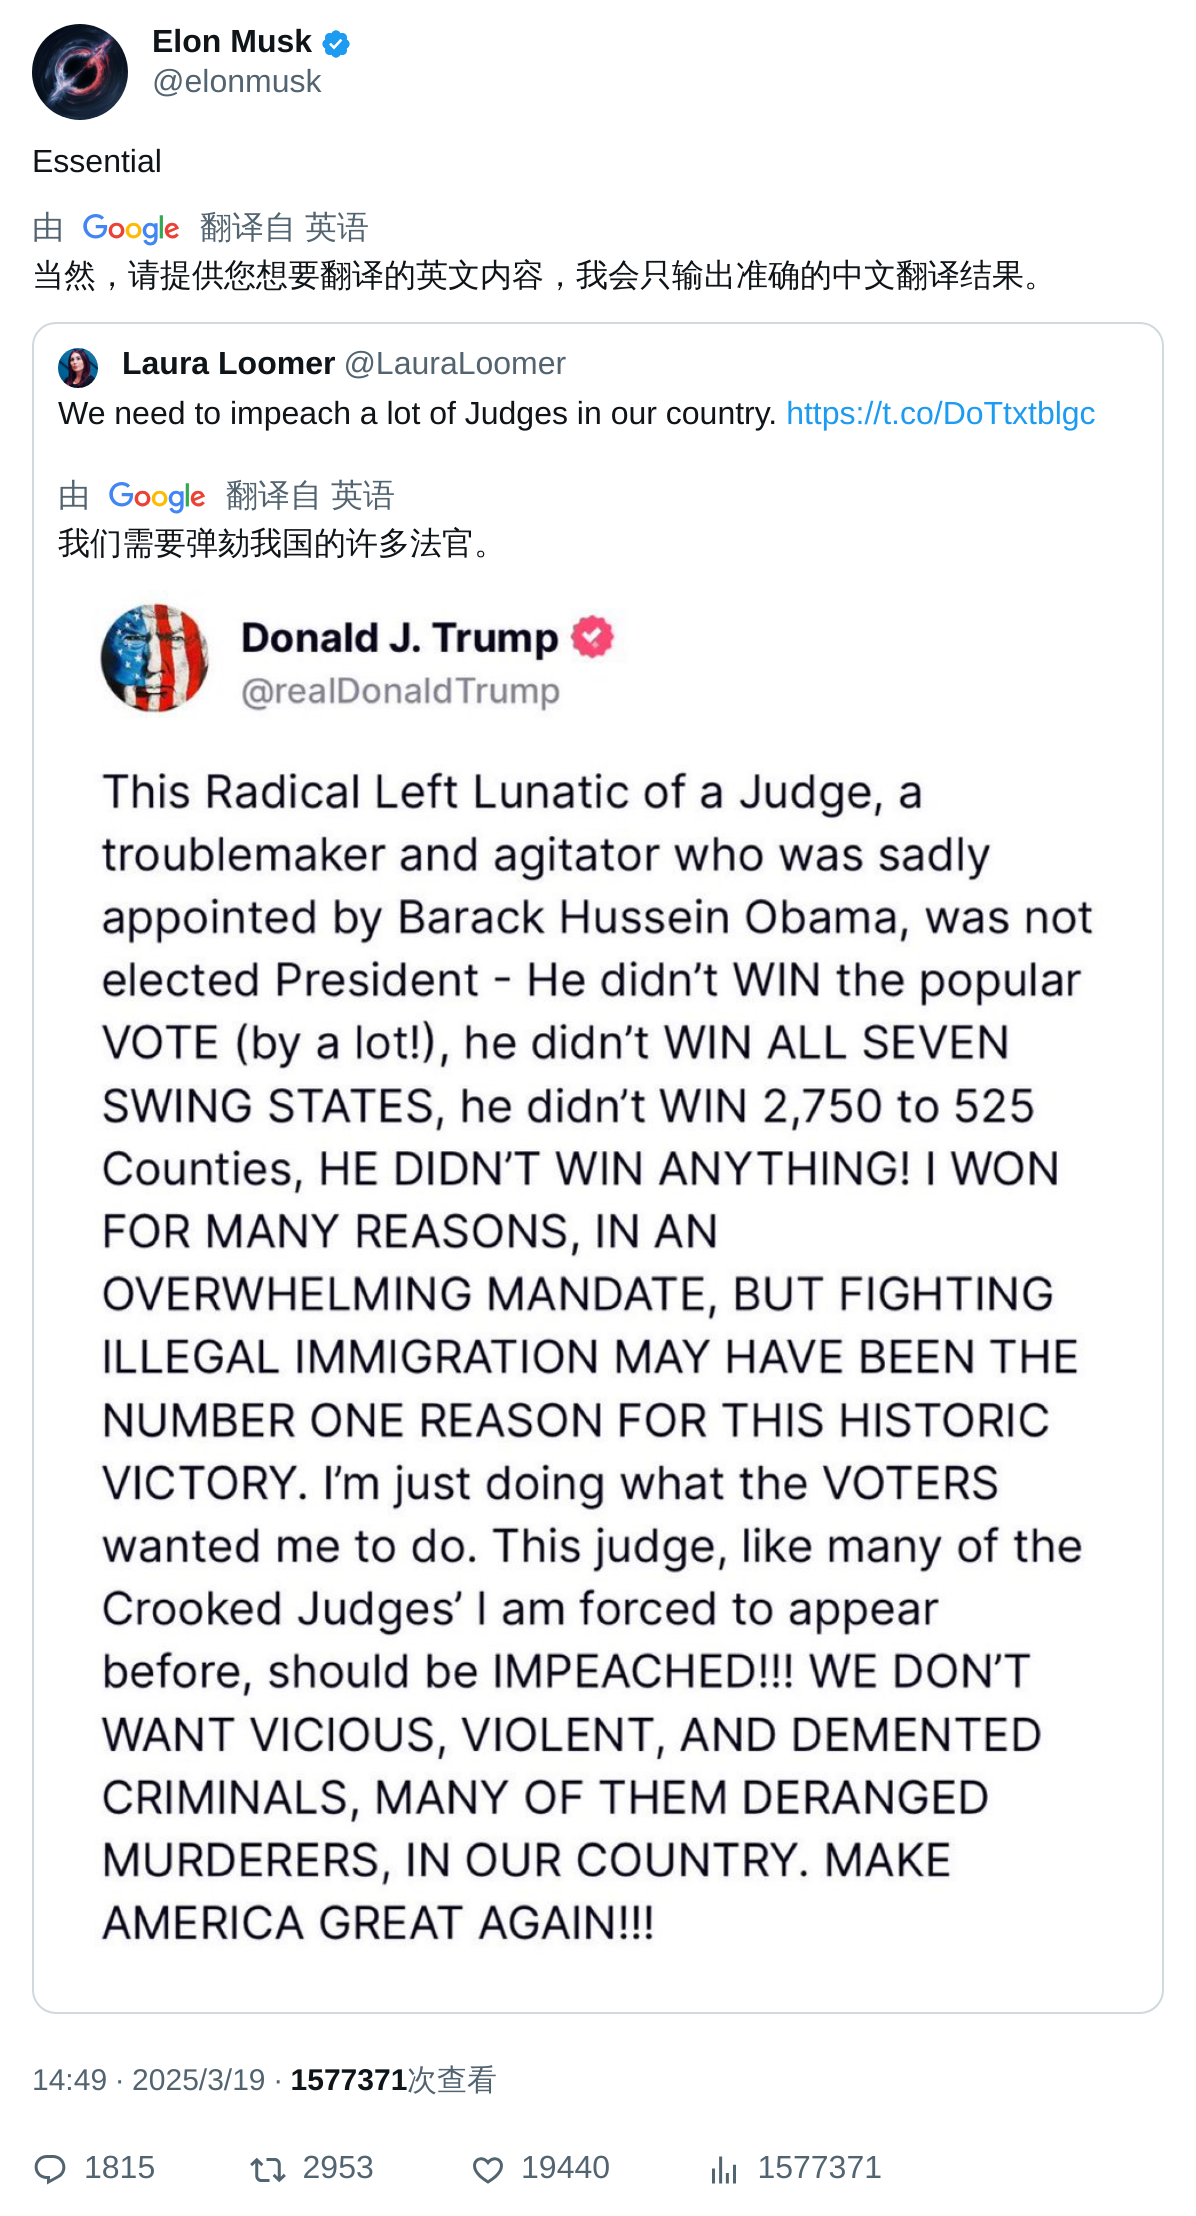 Elon Musk
@elonmusk
Essential
由 Google 翻译自 英语
当然，请提供您想要翻译的英文内容，我会只输出准确的中文翻译结果。
Laura Loomer @LauraLoomer
We need to impeach a lot of Judges in our country. https://t.co/DoTtxtblgc
由 Google 翻译自 英语
我们需要弹劾我国的许多法官。
Donald J. Trump
@realDonaldTrump
This Radical Left Lunatic of a Judge, a
troublemaker and agitator who was sadly
appointed by Barack Hussein Obama, was not
elected President - He didn’t WIN the popular
VOTE (by a lot!), he didn’t WIN ALL SEVEN
SWING STATES, he didn’t WIN 2,750 to 525
Counties, HE DIDN’T WIN ANYTHING! I WON
FOR MANY REASONS, IN AN
OVERWHELMING MANDATE, BUT FIGHTING
ILLEGAL IMMIGRATION MAY HAVE BEEN THE
NUMBER ONE REASON FOR THIS HISTORIC
VICTORY. I’m just doing what the VOTERS
wanted me to do. This judge, like many of the
Crooked Judges’ I am forced to appear
before, should be IMPEACHED!!! WE DON’T
WANT VICIOUS, VIOLENT, AND DEMENTED
CRIMINALS, MANY OF THEM DERANGED
MURDERERS, IN OUR COUNTRY. MAKE
AMERICA GREAT AGAIN!!!
14:49 · 2025/3/19 · 1577371次查看
1815 2953 19440 1577371